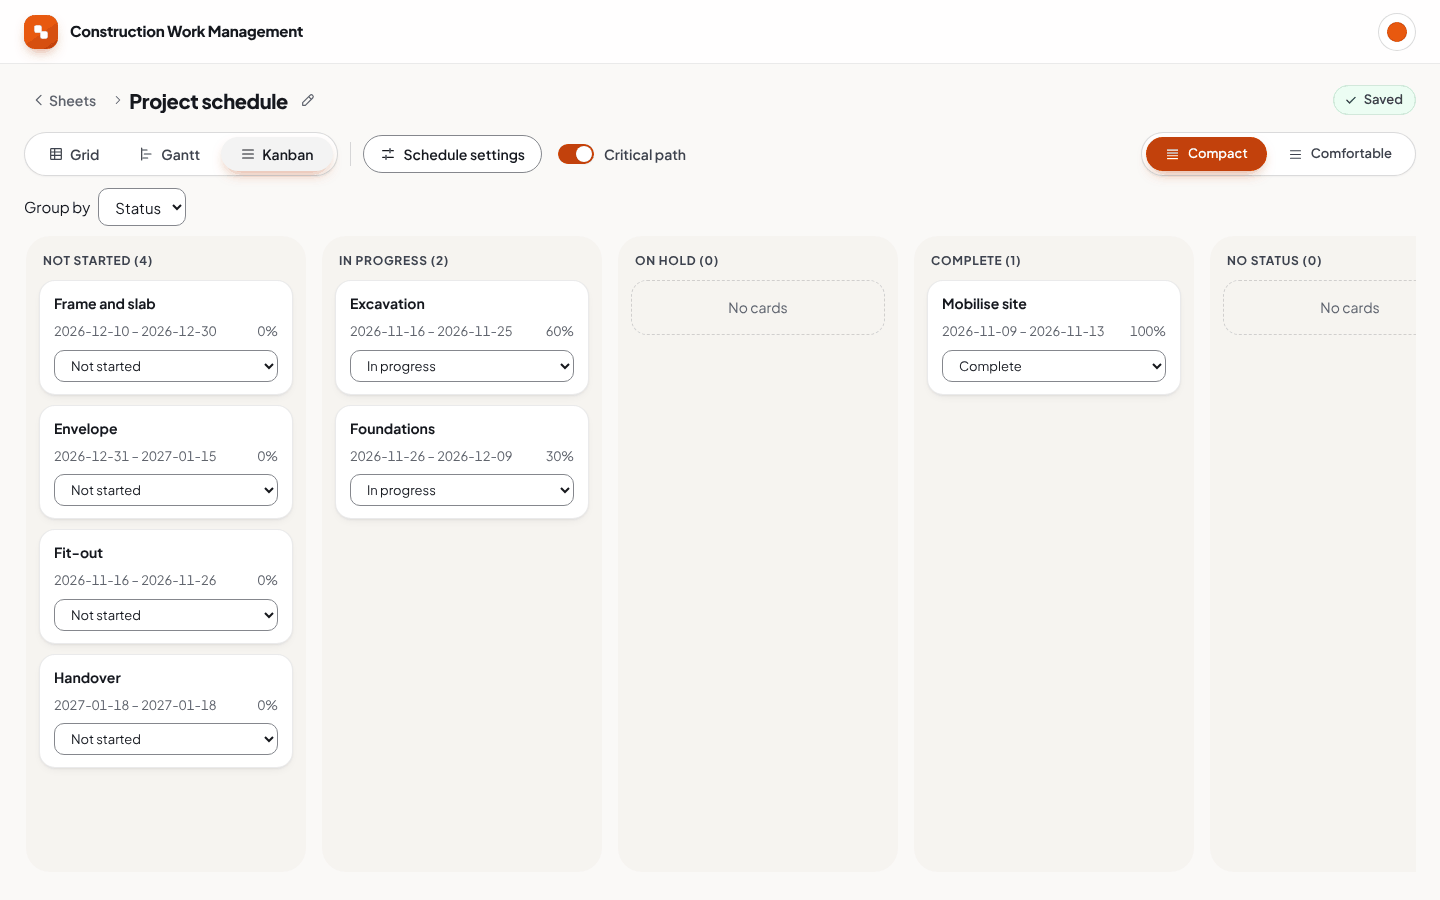 Construction Work Management
Sheets
Project schedule
Saved
Grid
Gantt
Kanban
Schedule settings
Critical path
Compact
Comfortable
Group by
Status
NOT STARTED (4)
Frame and slab
2026-12-10 – 2026-12-30 0%
Not started
Envelope
2026-12-31 – 2027-01-15 0%
Not started
Fit-out
2026-11-16 – 2026-11-26 0%
Not started
Handover
2027-01-18 – 2027-01-18 0%
Not started
IN PROGRESS (2)
Excavation
2026-11-16 – 2026-11-25 60%
In progress
Foundations
2026-11-26 – 2026-12-09 30%
In progress
ON HOLD (0)
No cards
COMPLETE (1)
Mobilise site
2026-11-09 – 2026-11-13 100%
Complete
NO STATUS (0)
No cards